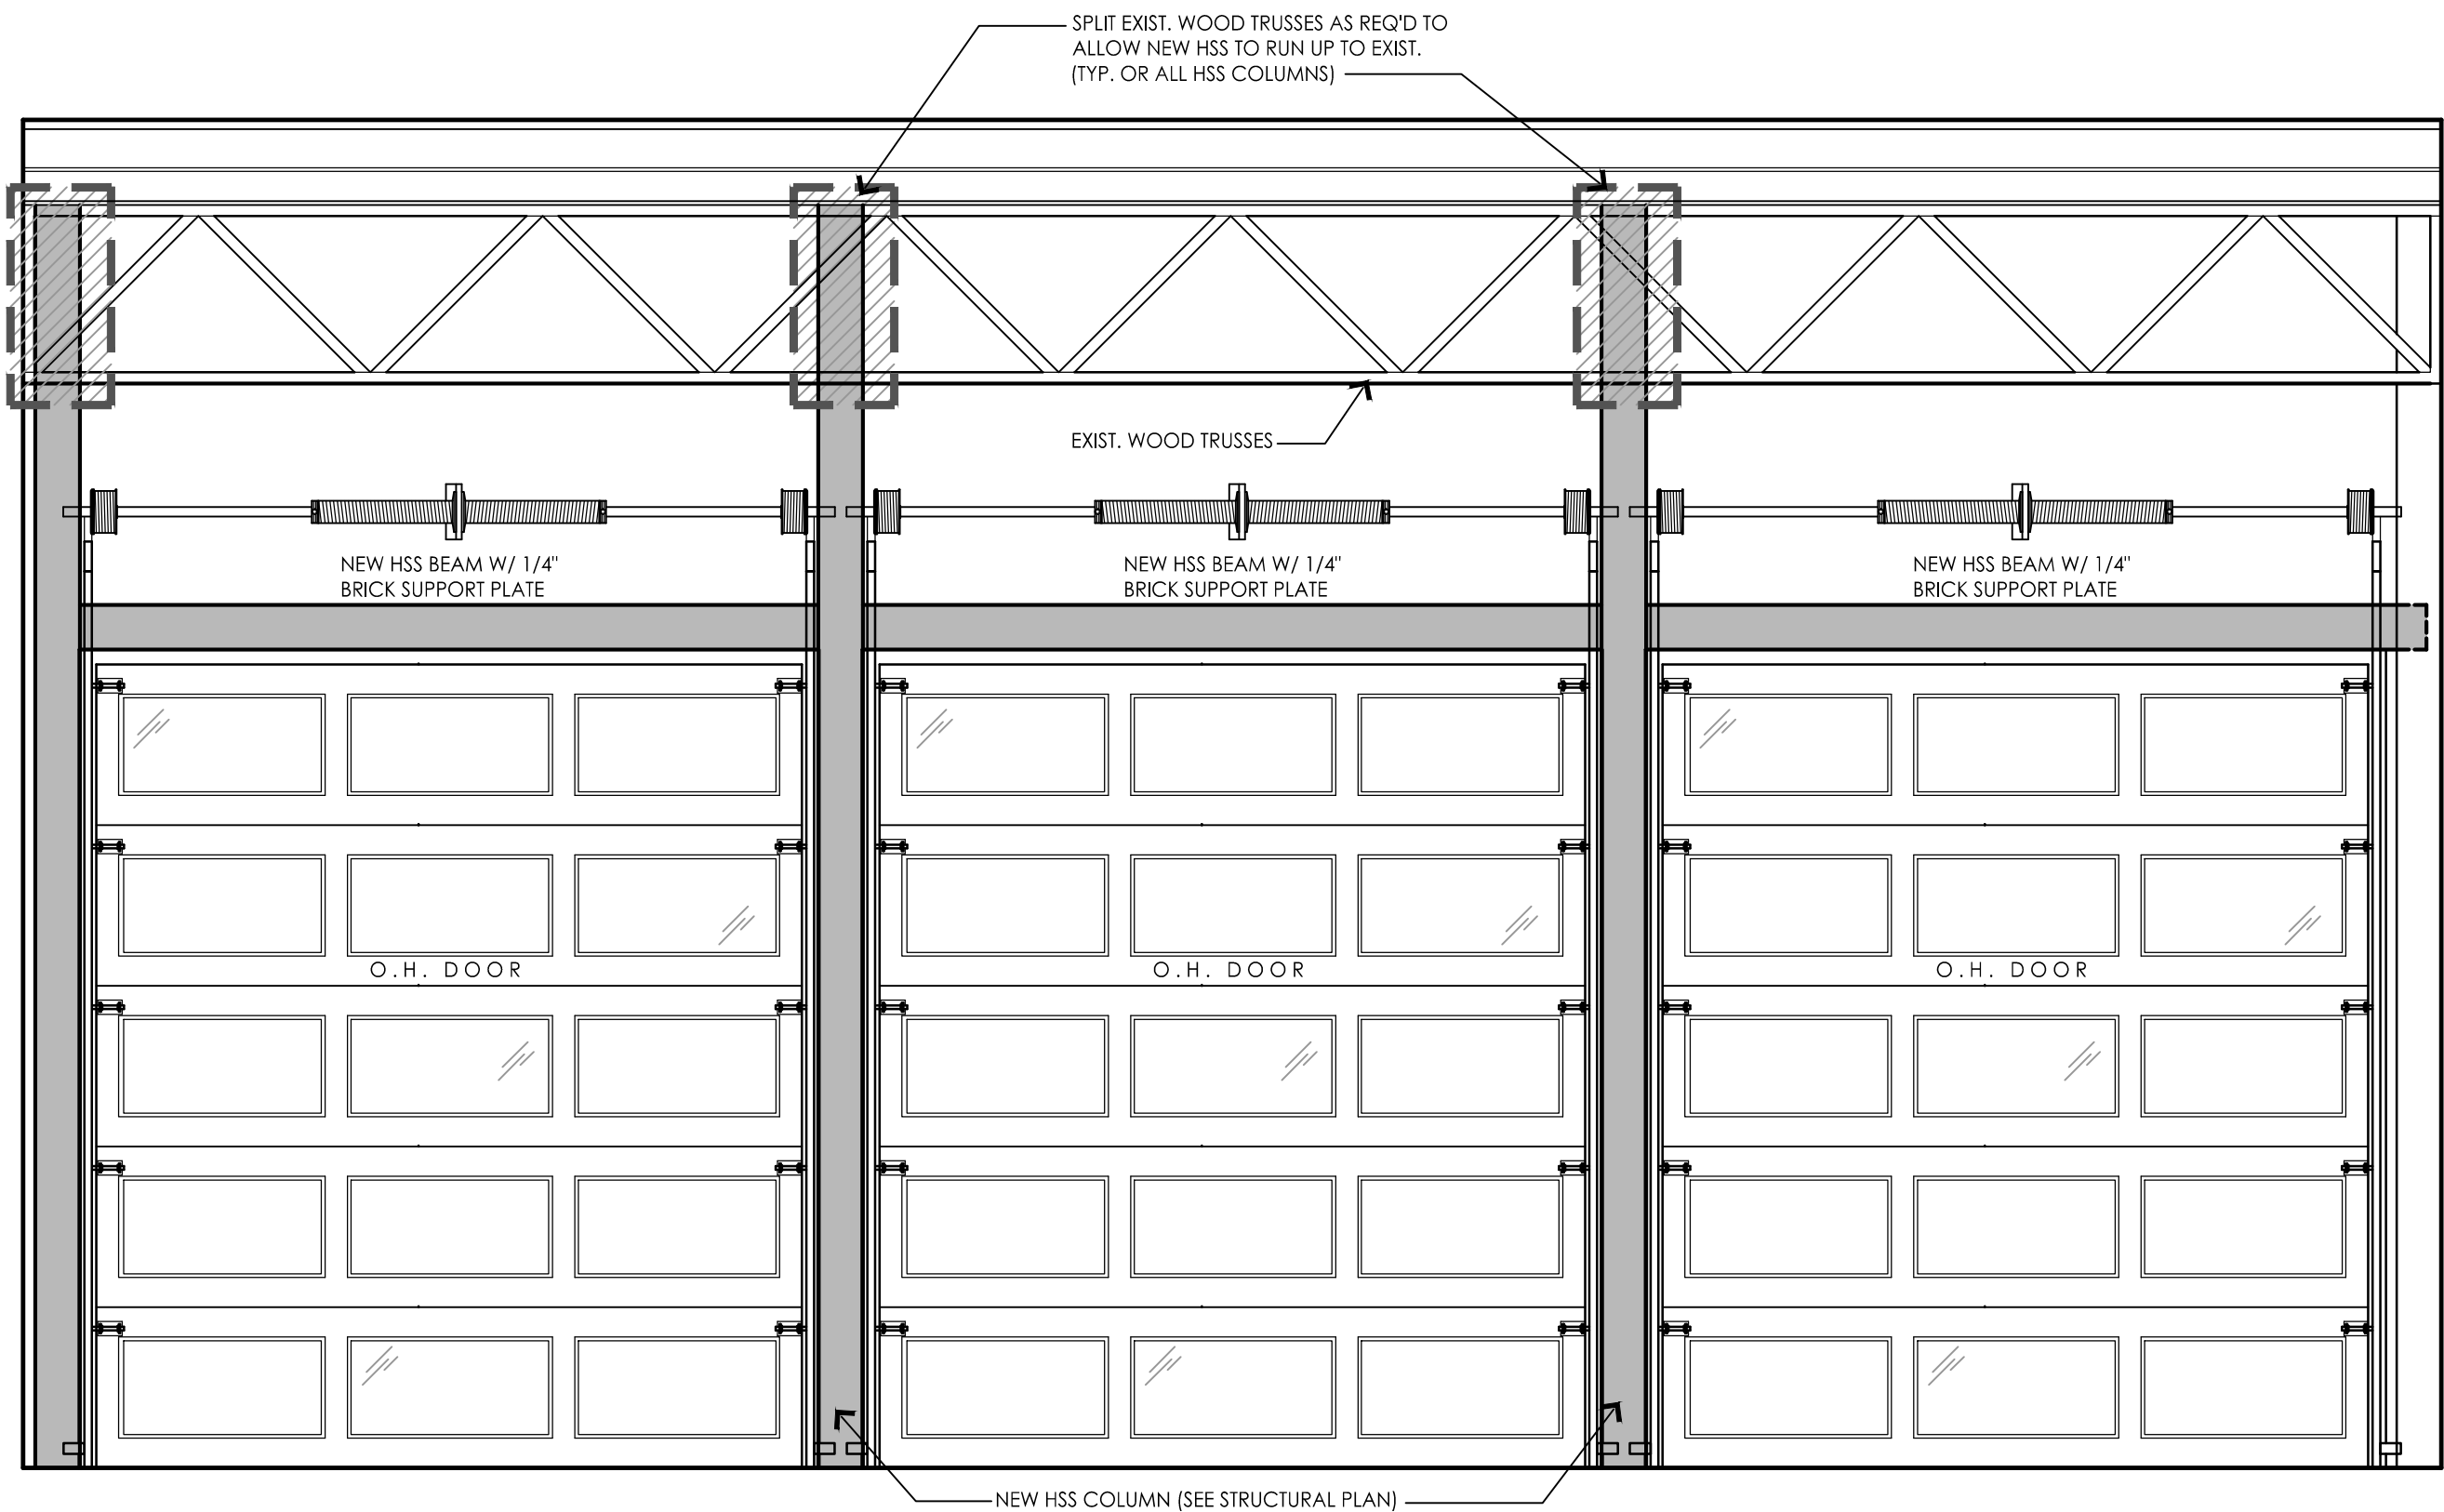 SPLIT EXIST. WOOD TRUSSES AS REQ'D TO
ALLOW NEW HSS TO RUN UP TO EXIST.
(TYP. OR ALL HSS COLUMNS)
EXIST. WOOD TRUSSES
NEW HSS BEAM W/ 1/4"
BRICK SUPPORT PLATE
NEW HSS BEAM W/ 1/4"
BRICK SUPPORT PLATE
NEW HSS BEAM W/ 1/4"
BRICK SUPPORT PLATE
O.H. DOOR
O.H. DOOR
O.H. DOOR
NEW HSS COLUMN (SEE STRUCTURAL PLAN)